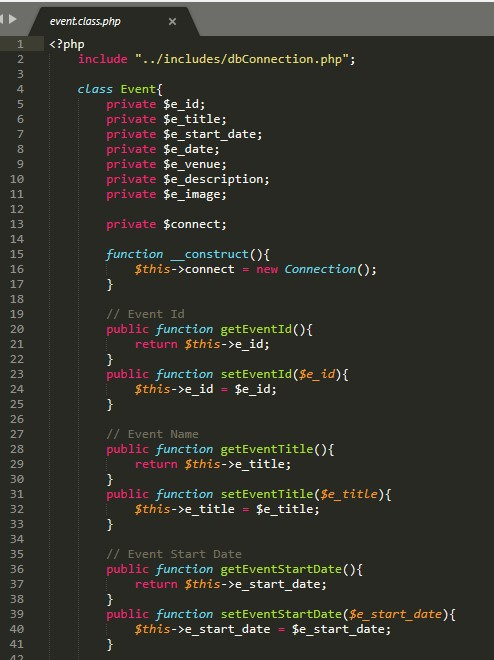 event.class.php ×
1 <?php
2 include "../includes/dbConnection.php";
3
4 class Event{
5 private $e_id;
6 private $e_title;
7 private $e_start_date;
8 private $e_date;
9 private $e_venue;
10 private $e_description;
11 private $e_image;
12
13 private $connect;
14
15 function __construct(){
16 $this->connect = new Connection();
17 }
18
19 // Event Id
20 public function getEventId(){
21 return $this->e_id;
22 }
23 public function setEventId($e_id){
24 $this->e_id = $e_id;
25 }
26
27 // Event Name
28 public function getEventTitle(){
29 return $this->e_title;
30 }
31 public function setEventTitle($e_title){
32 $this->e_title = $e_title;
33 }
34
35 // Event Start Date
36 public function getEventStartDate(){
37 return $this->e_start_date;
38 }
39 public function setEventStartDate($e_start_date){
40 $this->e_start_date = $e_start_date;
41 }
42